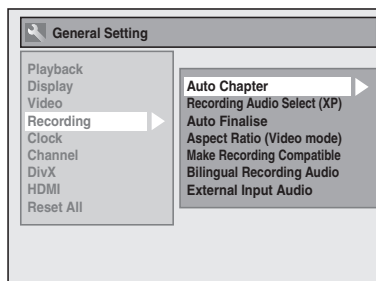 General Setting
Playback
Display
Video
Recording
Clock
Channel
DivX
HDMI
Reset All
Auto Chapter
Recording Audio Select (XP)
Auto Finalise
Aspect Ratio (Video mode)
Make Recording Compatible
Bilingual Recording Audio
External Input Audio